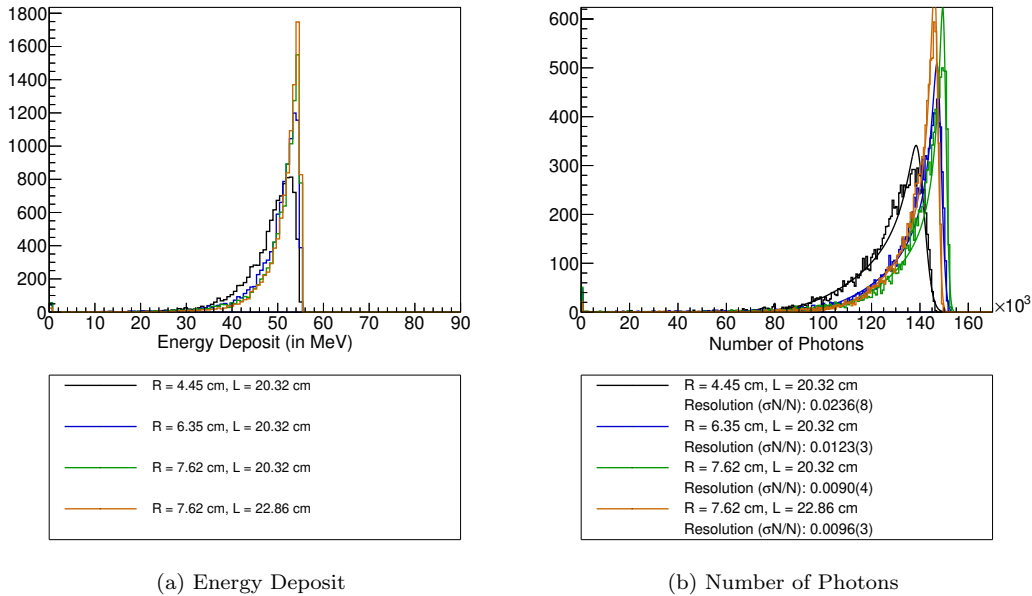 1800
1600
1400
1200
1000
800
600
400
200
0
0 10 20 30 40 50 60 70 80 90
Energy Deposit (in MeV)
R = 4.45 cm, L = 20.32 cm
R = 6.35 cm, L = 20.32 cm
R = 7.62 cm, L = 20.32 cm
R = 7.62 cm, L = 22.86 cm
(a) Energy Deposit
600
500
400
300
200
100
0
0 20 40 60 80 100 120 140 160
×10³
Number of Photons
R = 4.45 cm, L = 20.32 cm
Resolution (σN/N): 0.0236(8)
R = 6.35 cm, L = 20.32 cm
Resolution (σN/N): 0.0123(3)
R = 7.62 cm, L = 20.32 cm
Resolution (σN/N): 0.0090(4)
R = 7.62 cm, L = 22.86 cm
Resolution (σN/N): 0.0096(3)
(b) Number of Photons